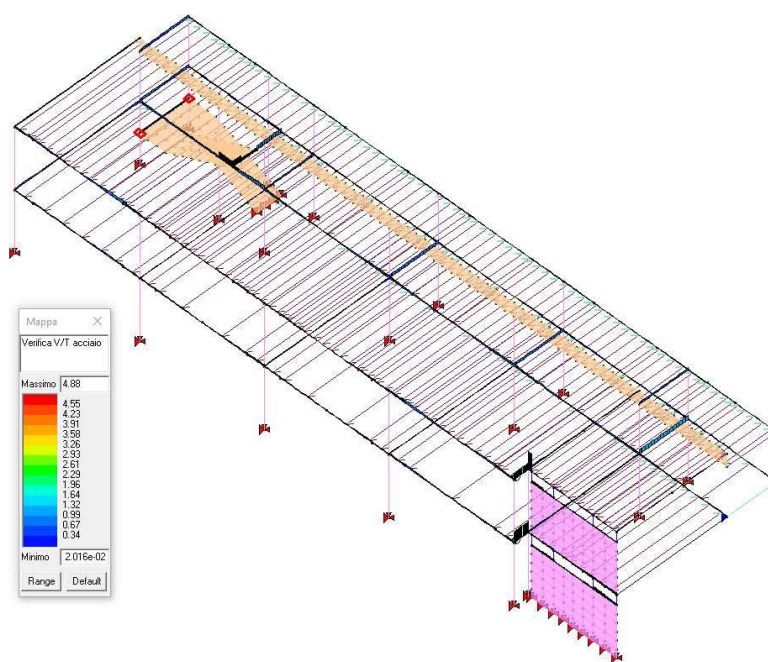 Mappa
Verifica V/T acciaio
Massimo 4.88
4.55
4.23
3.91
3.58
3.26
2.93
2.61
2.29
1.96
1.64
1.32
0.99
0.67
0.34
Minimo 2.016e-02
Range Default